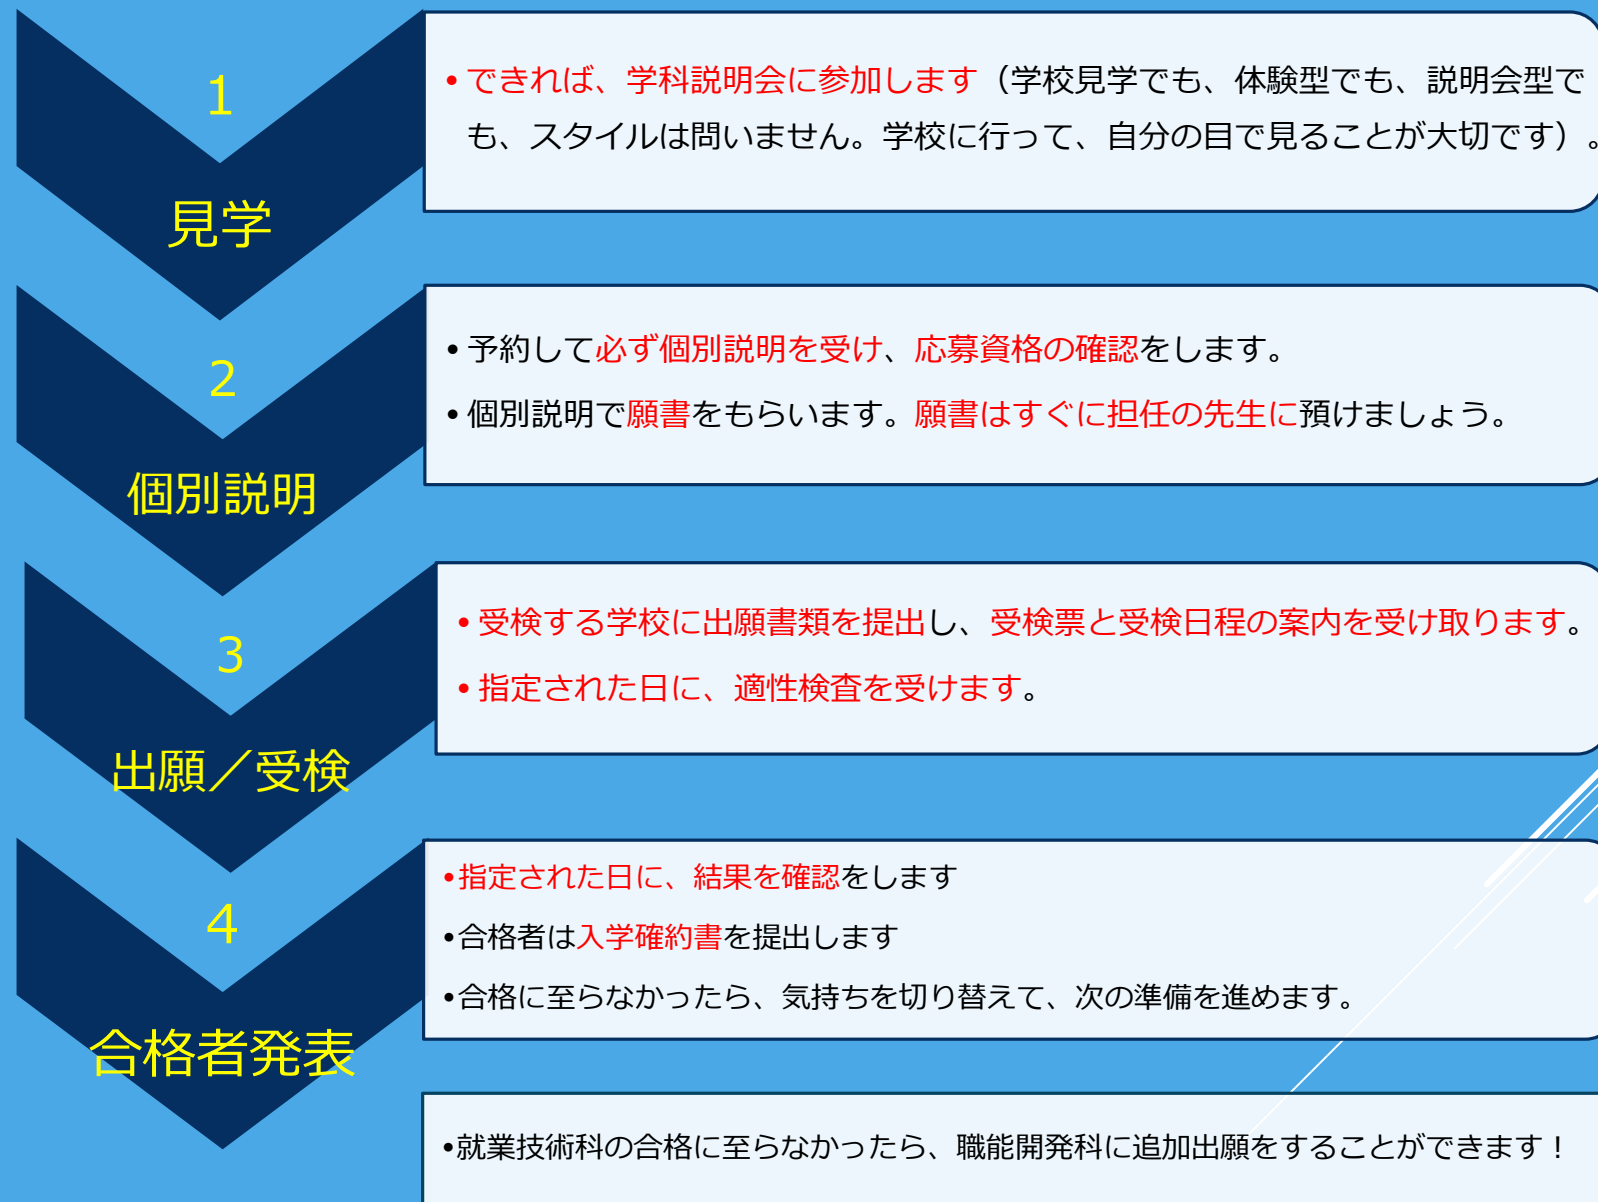 1
見学
• できれば、学科説明会に参加します（学校見学でも、体験型でも、説明会型で
も、スタイルは問いません。学校に行って、自分の目で見ることが大切です）。
2
個別説明
• 予約して必ず個別説明を受け、応募資格の確認をします。
• 個別説明で願書をもらいます。願書はすぐに担任の先生に預けましょう。
3
出願／受検
• 受検する学校に出願書類を提出し、受検票と受検日程の案内を受け取ります。
• 指定された日に、適性検査を受けます。
4
合格者発表
•指定された日に、結果を確認をします
•合格者は入学確約書を提出します
•合格に至らなかったら、気持ちを切り替えて、次の準備を進めます。
•就業技術科の合格に至らなかったら、職能開発科に追加出願をすることができます！